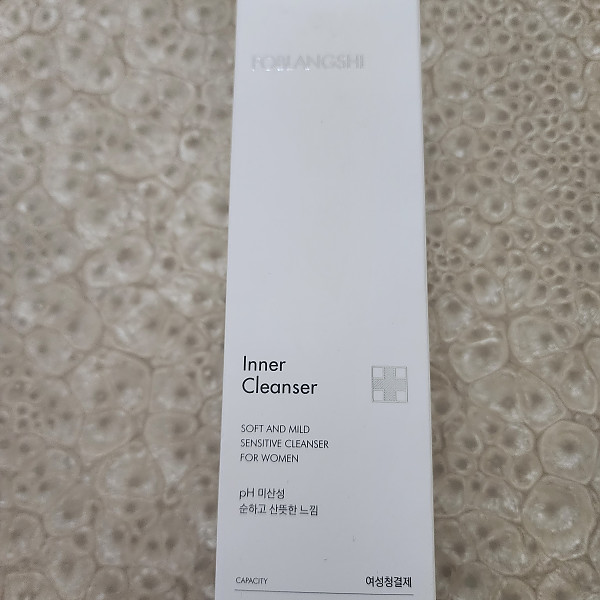 FORLANGSHI
Inner
Cleanser
SOFT AND MILD
SENSITIVE CLEANSER
FOR WOMEN
pH 미산성
순하고 산뜻한 느낌
CAPACITY 여성청결제